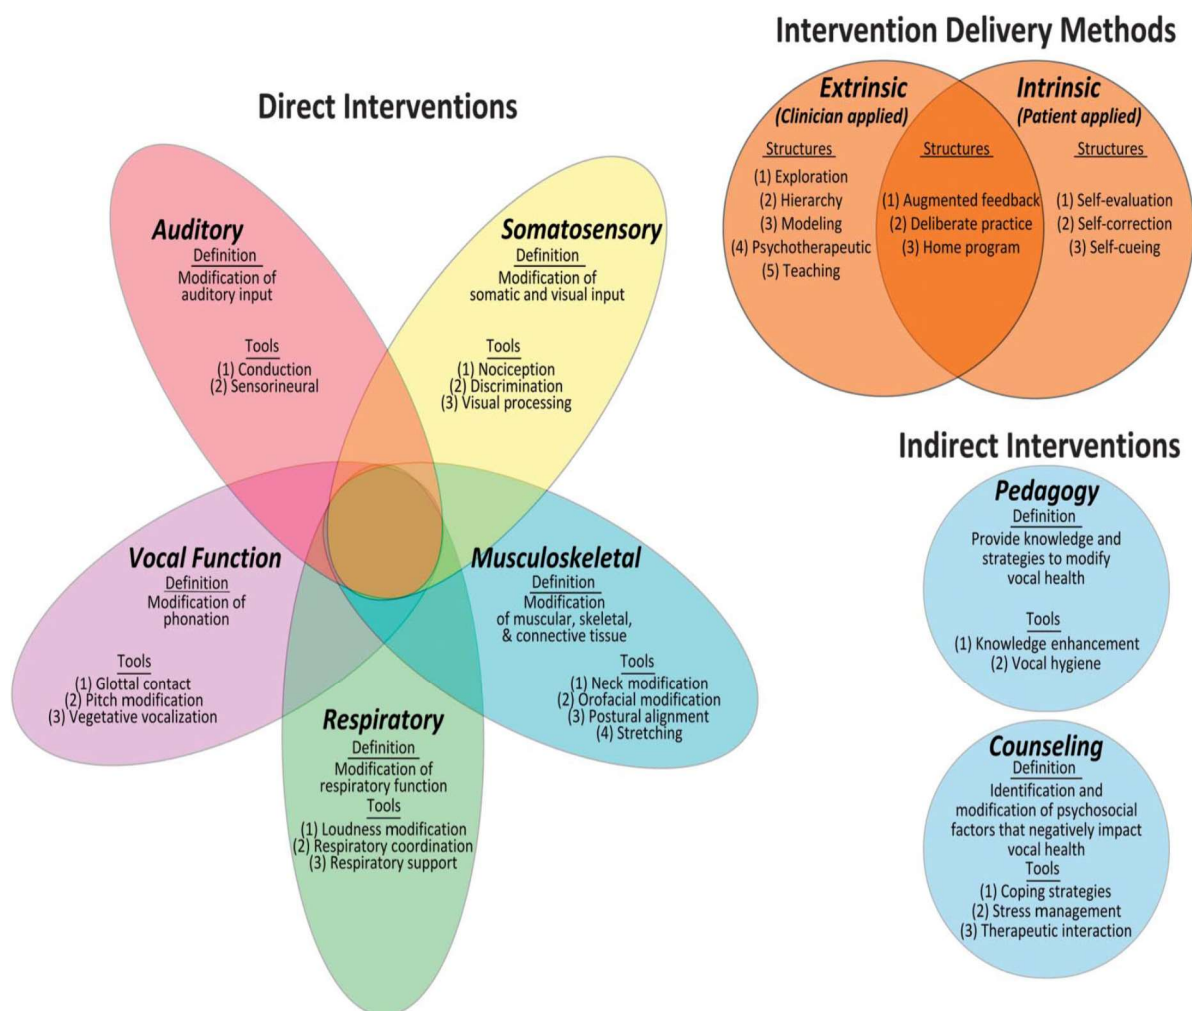 Intervention Delivery Methods
Extrinsic
(Clinician applied)
Structures
(1) Exploration
(2) Hierarchy
(3) Modeling
(4) Psychotherapeutic
(5) Teaching
Structures
(1) Augmented feedback
(2) Deliberate practice
(3) Home program
Intrinsic
(Patient applied)
Structures
(1) Self-evaluation
(2) Self-correction
(3) Self-cueing
Direct Interventions
Auditory
Definition
Modification of
auditory input
Tools
(1) Conduction
(2) Sensorineural
Somatosensory
Definition
Modification of
somatic and visual input
Tools
(1) Nociception
(2) Discrimination
(3) Visual processing
Vocal Function
Definition
Modification of
phonation
Tools
(1) Glottal contact
(2) Pitch modification
(3) Vegetative vocalization
Musculoskeletal
Definition
Modification
of muscular, skeletal,
& connective tissue
Tools
(1) Neck modification
(2) Orofacial modification
(3) Postural alignment
(4) Stretching
Respiratory
Definition
Modification of
respiratory function
Tools
(1) Loudness modification
(2) Respiratory coordination
(3) Respiratory support
Indirect Interventions
Pedagogy
Definition
Provide knowledge and
strategies to modify
vocal health
Tools
(1) Knowledge enhancement
(2) Vocal hygiene
Counseling
Definition
Identification and
modification of psychosocial
factors that negatively impact
vocal health
Tools
(1) Coping strategies
(2) Stress management
(3) Therapeutic interaction